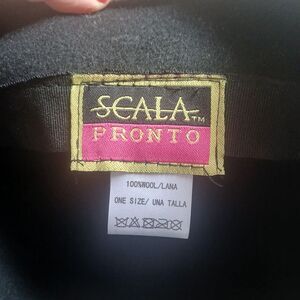 SCALA™
PRONTO
100%WOOL/LANA
ONE SIZE/ UNA TALLA